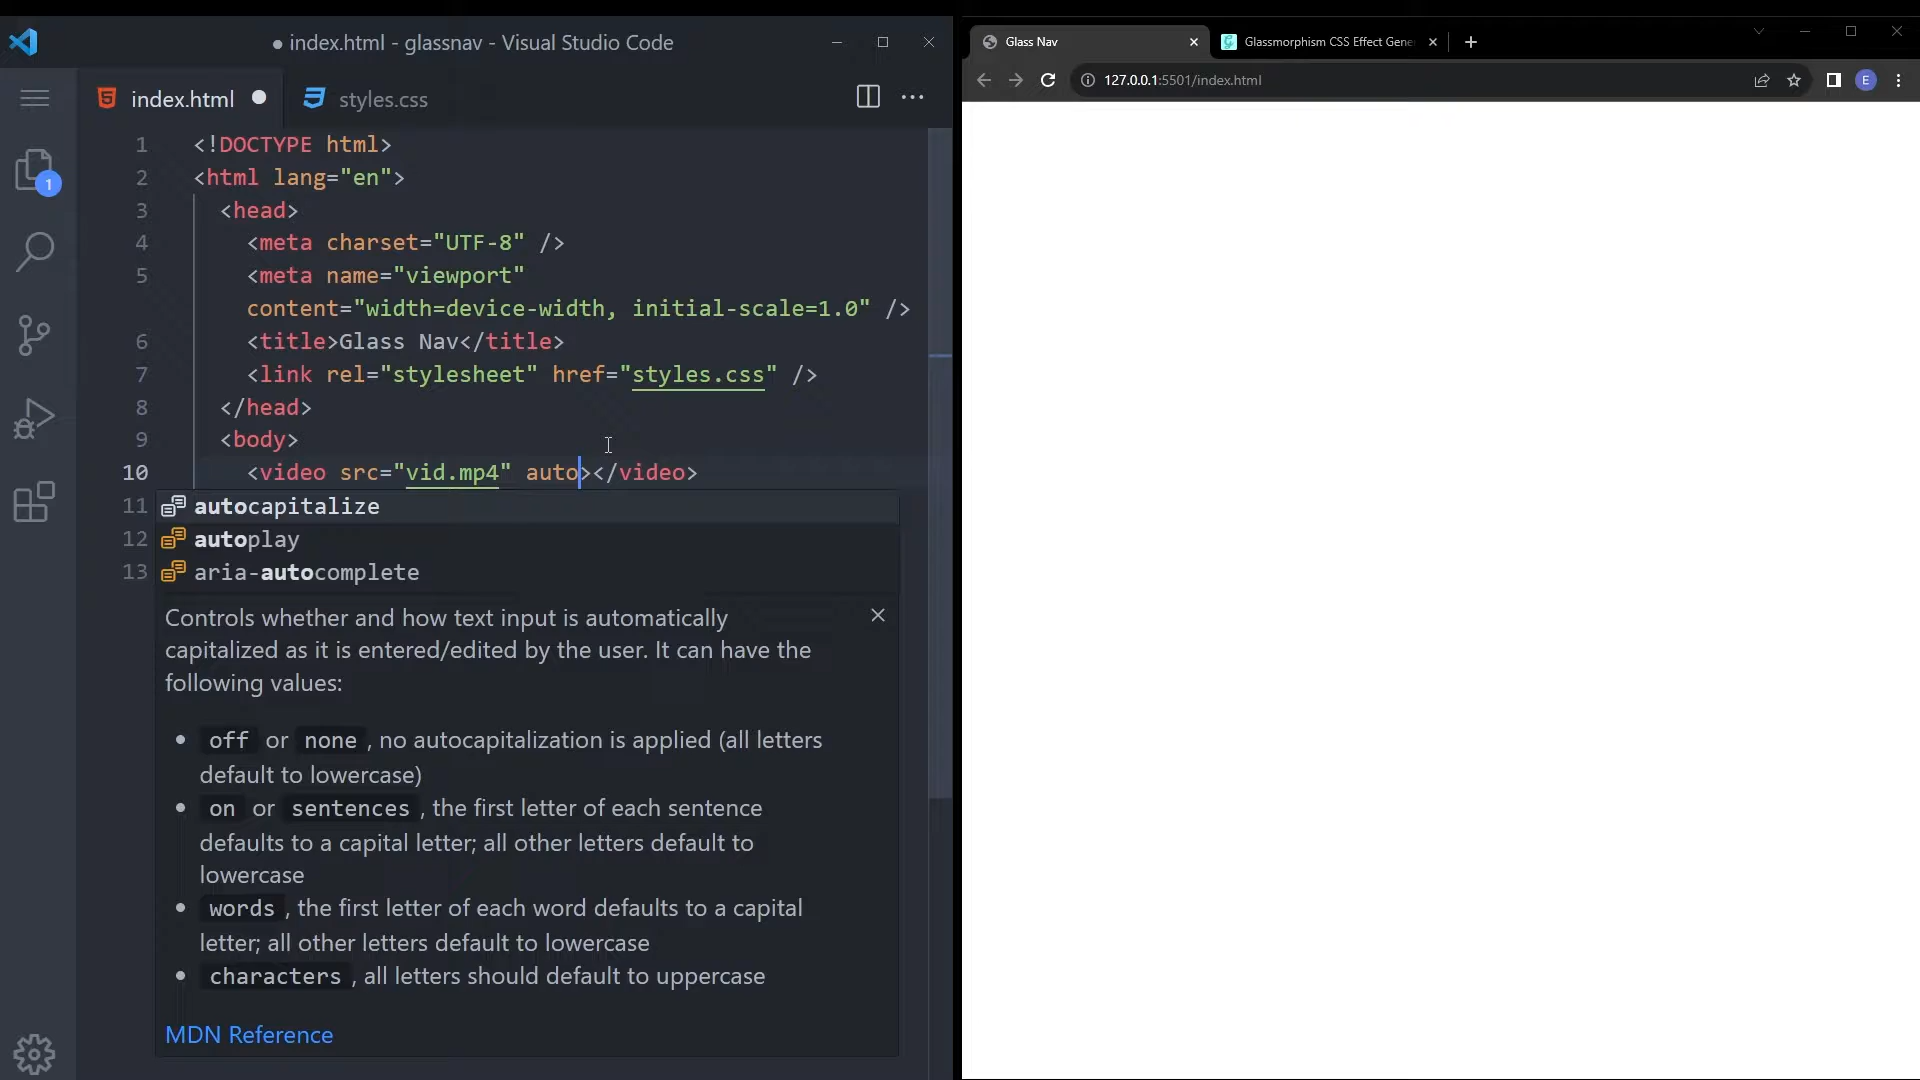 ● index.html - glassnav - Visual Studio Code
index.html ●
styles.css
1
1 <!DOCTYPE html>
2 <html lang="en">
3 <head>
4 <meta charset="UTF-8" />
5 <meta name="viewport"
content="width=device-width, initial-scale=1.0" />
6 <title>Glass Nav</title>
7 <link rel="stylesheet" href="styles.css" />
8 </head>
9 <body>
10 <video src="vid.mp4" auto></video>
11 autocapitalize
12 autoplay
13 aria-autocomplete
Controls whether and how text input is automatically
capitalized as it is entered/edited by the user. It can have the
following values:
• off or none , no autocapitalization is applied (all letters
default to lowercase)
• on or sentences , the first letter of each sentence
defaults to a capital letter; all other letters default to
lowercase
• words , the first letter of each word defaults to a capital
letter; all other letters default to lowercase
• characters , all letters should default to uppercase
MDN Reference
Glass Nav
Glassmorphism CSS Effect Gene
127.0.0.1:5501/index.html
E